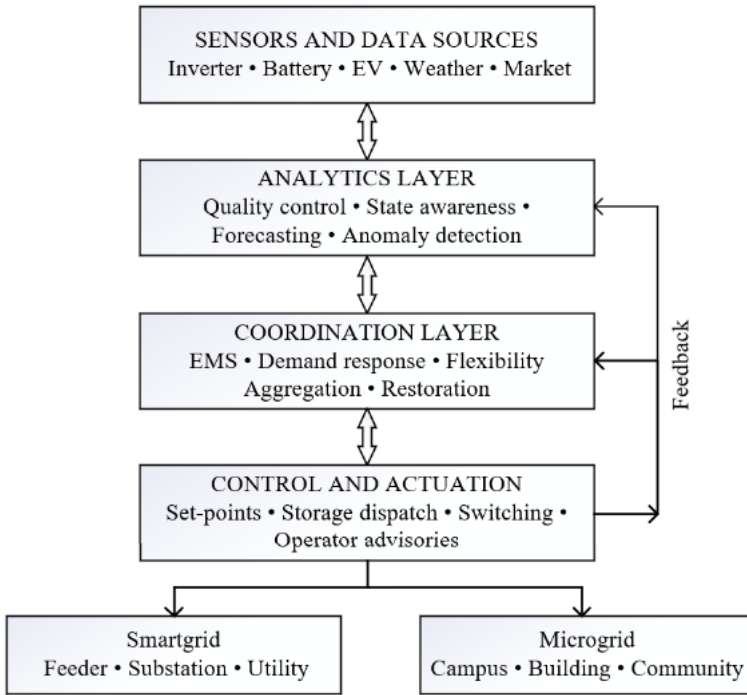 SENSORS AND DATA SOURCES
Inverter • Battery • EV • Weather • Market
ANALYTICS LAYER
Quality control • State awareness •
Forecasting • Anomaly detection
COORDINATION LAYER
EMS • Demand response • Flexibility
Aggregation • Restoration
Feedback
CONTROL AND ACTUATION
Set-points • Storage dispatch • Switching •
Operator advisories
Smartgrid
Feeder • Substation • Utility
Microgrid
Campus • Building • Community